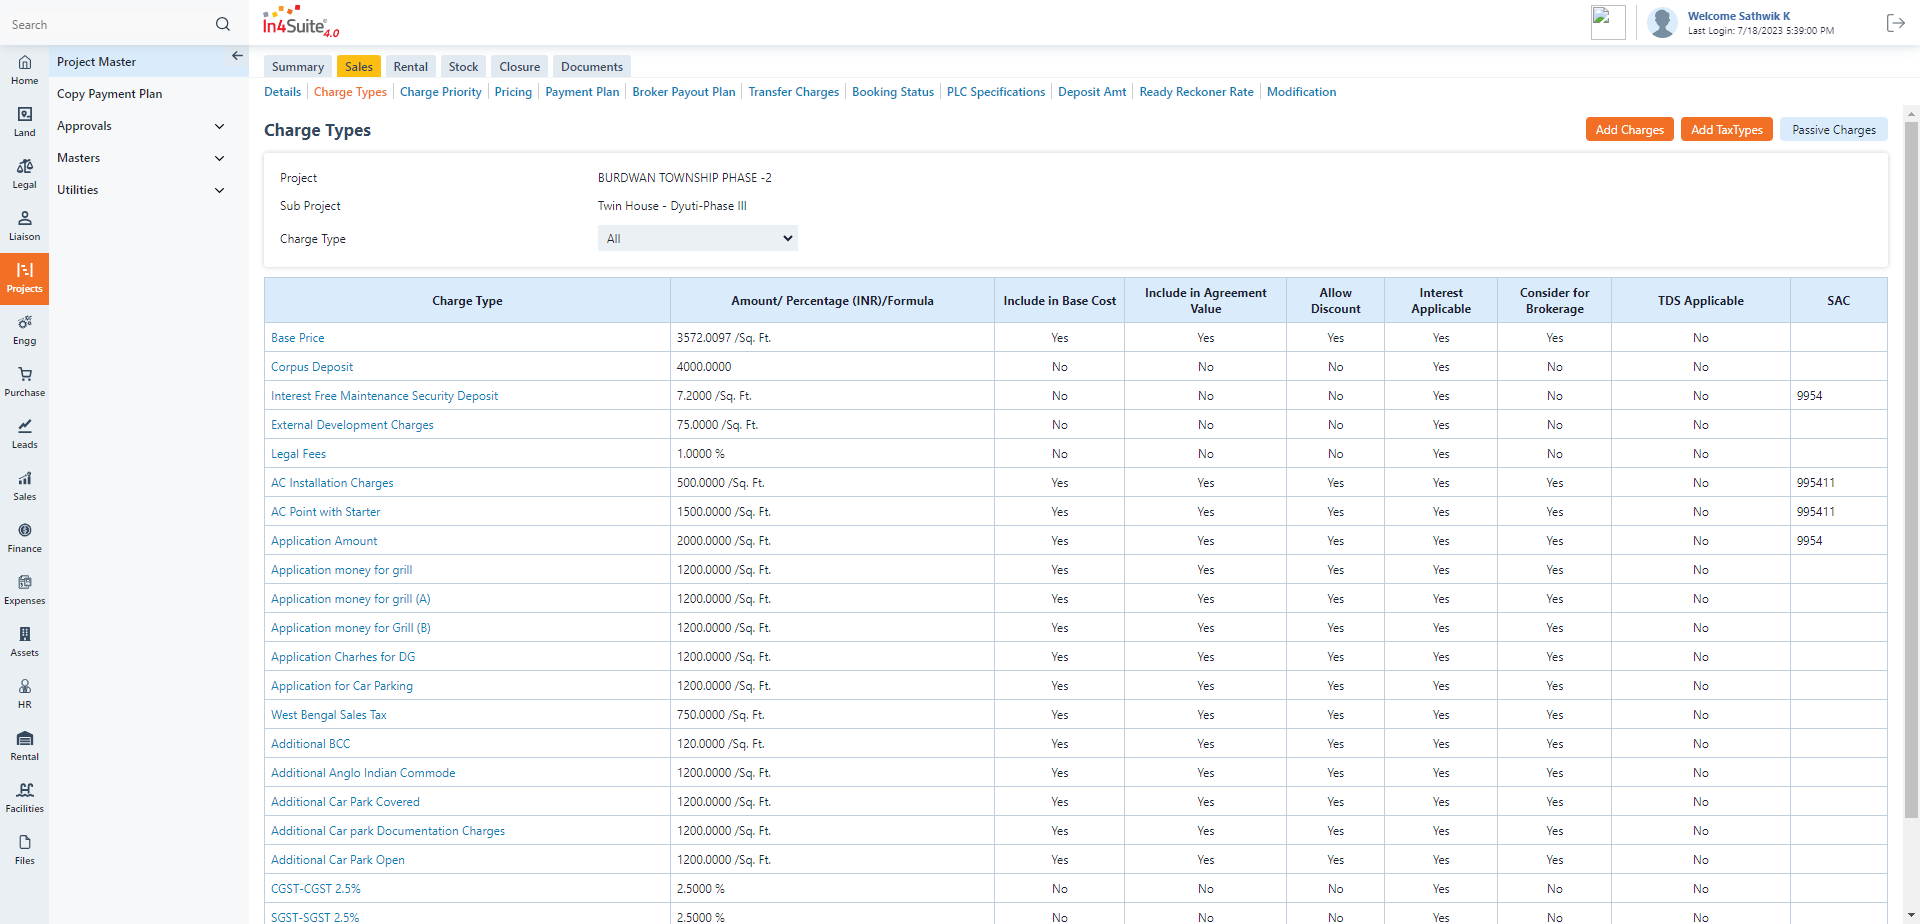 Search
In4Suite 4.0
Welcome Sathwik K
Last Login: 7/18/2023 5:39:00 PM
Home
Land
Legal
Liaison
Projects
Engg
Purchase
Leads
Sales
Finance
Expenses
Assets
HR
Rental
Facilities
Files
Project Master
Copy Payment Plan
Approvals
Masters
Utilities
Summary Sales Rental Stock Closure Documents
Details Charge Types Charge Priority Pricing Payment Plan Broker Payout Plan Transfer Charges Booking Status PLC Specifications Deposit Amt Ready Reckoner Rate Modification
Charge Types
Add Charges Add TaxTypes Passive Charges
Project BURDWAN TOWNSHIP PHASE -2
Sub Project Twin House - Dyuti-Phase III
Charge Type All
Charge Type Amount/ Percentage (INR)/Formula Include in Base Cost Include in Agreement Value Allow Discount Interest Applicable Consider for Brokerage TDS Applicable SAC
Base Price 3572.0097 /Sq. Ft. Yes Yes Yes Yes Yes No
Corpus Deposit 4000.0000 No No No Yes No No
Interest Free Maintenance Security Deposit 7.2000 /Sq. Ft. No No No Yes No No 9954
External Development Charges 75.0000 /Sq. Ft. No No No Yes No No
Legal Fees 1.0000 % No No No Yes No No
AC Installation Charges 500.0000 /Sq. Ft. Yes Yes Yes Yes Yes No 995411
AC Point with Starter 1500.0000 /Sq. Ft. Yes Yes Yes Yes Yes No 995411
Application Amount 2000.0000 /Sq. Ft. Yes Yes Yes Yes Yes No 9954
Application money for grill 1200.0000 /Sq. Ft. Yes Yes Yes Yes Yes No
Application money for grill (A) 1200.0000 /Sq. Ft. Yes Yes Yes Yes Yes No
Application money for Grill (B) 1200.0000 /Sq. Ft. Yes Yes Yes Yes Yes No
Application Charhes for DG 1200.0000 /Sq. Ft. Yes Yes Yes Yes Yes No
Application for Car Parking 1200.0000 /Sq. Ft. Yes Yes Yes Yes Yes No
West Bengal Sales Tax 750.0000 /Sq. Ft. Yes Yes Yes Yes Yes No
Additional BCC 120.0000 /Sq. Ft. Yes Yes Yes Yes Yes No
Additional Anglo Indian Commode 1200.0000 /Sq. Ft. Yes Yes Yes Yes Yes No
Additional Car Park Covered 1200.0000 /Sq. Ft. Yes Yes Yes Yes Yes No
Additional Car park Documentation Charges 1200.0000 /Sq. Ft. Yes Yes Yes Yes Yes No
Additional Car Park Open 1200.0000 /Sq. Ft. Yes Yes Yes Yes Yes No
CGST-CGST 2.5% 2.5000 % No No No Yes No No
SGST-SGST 2.5% 2.5000 % No No No Yes No No